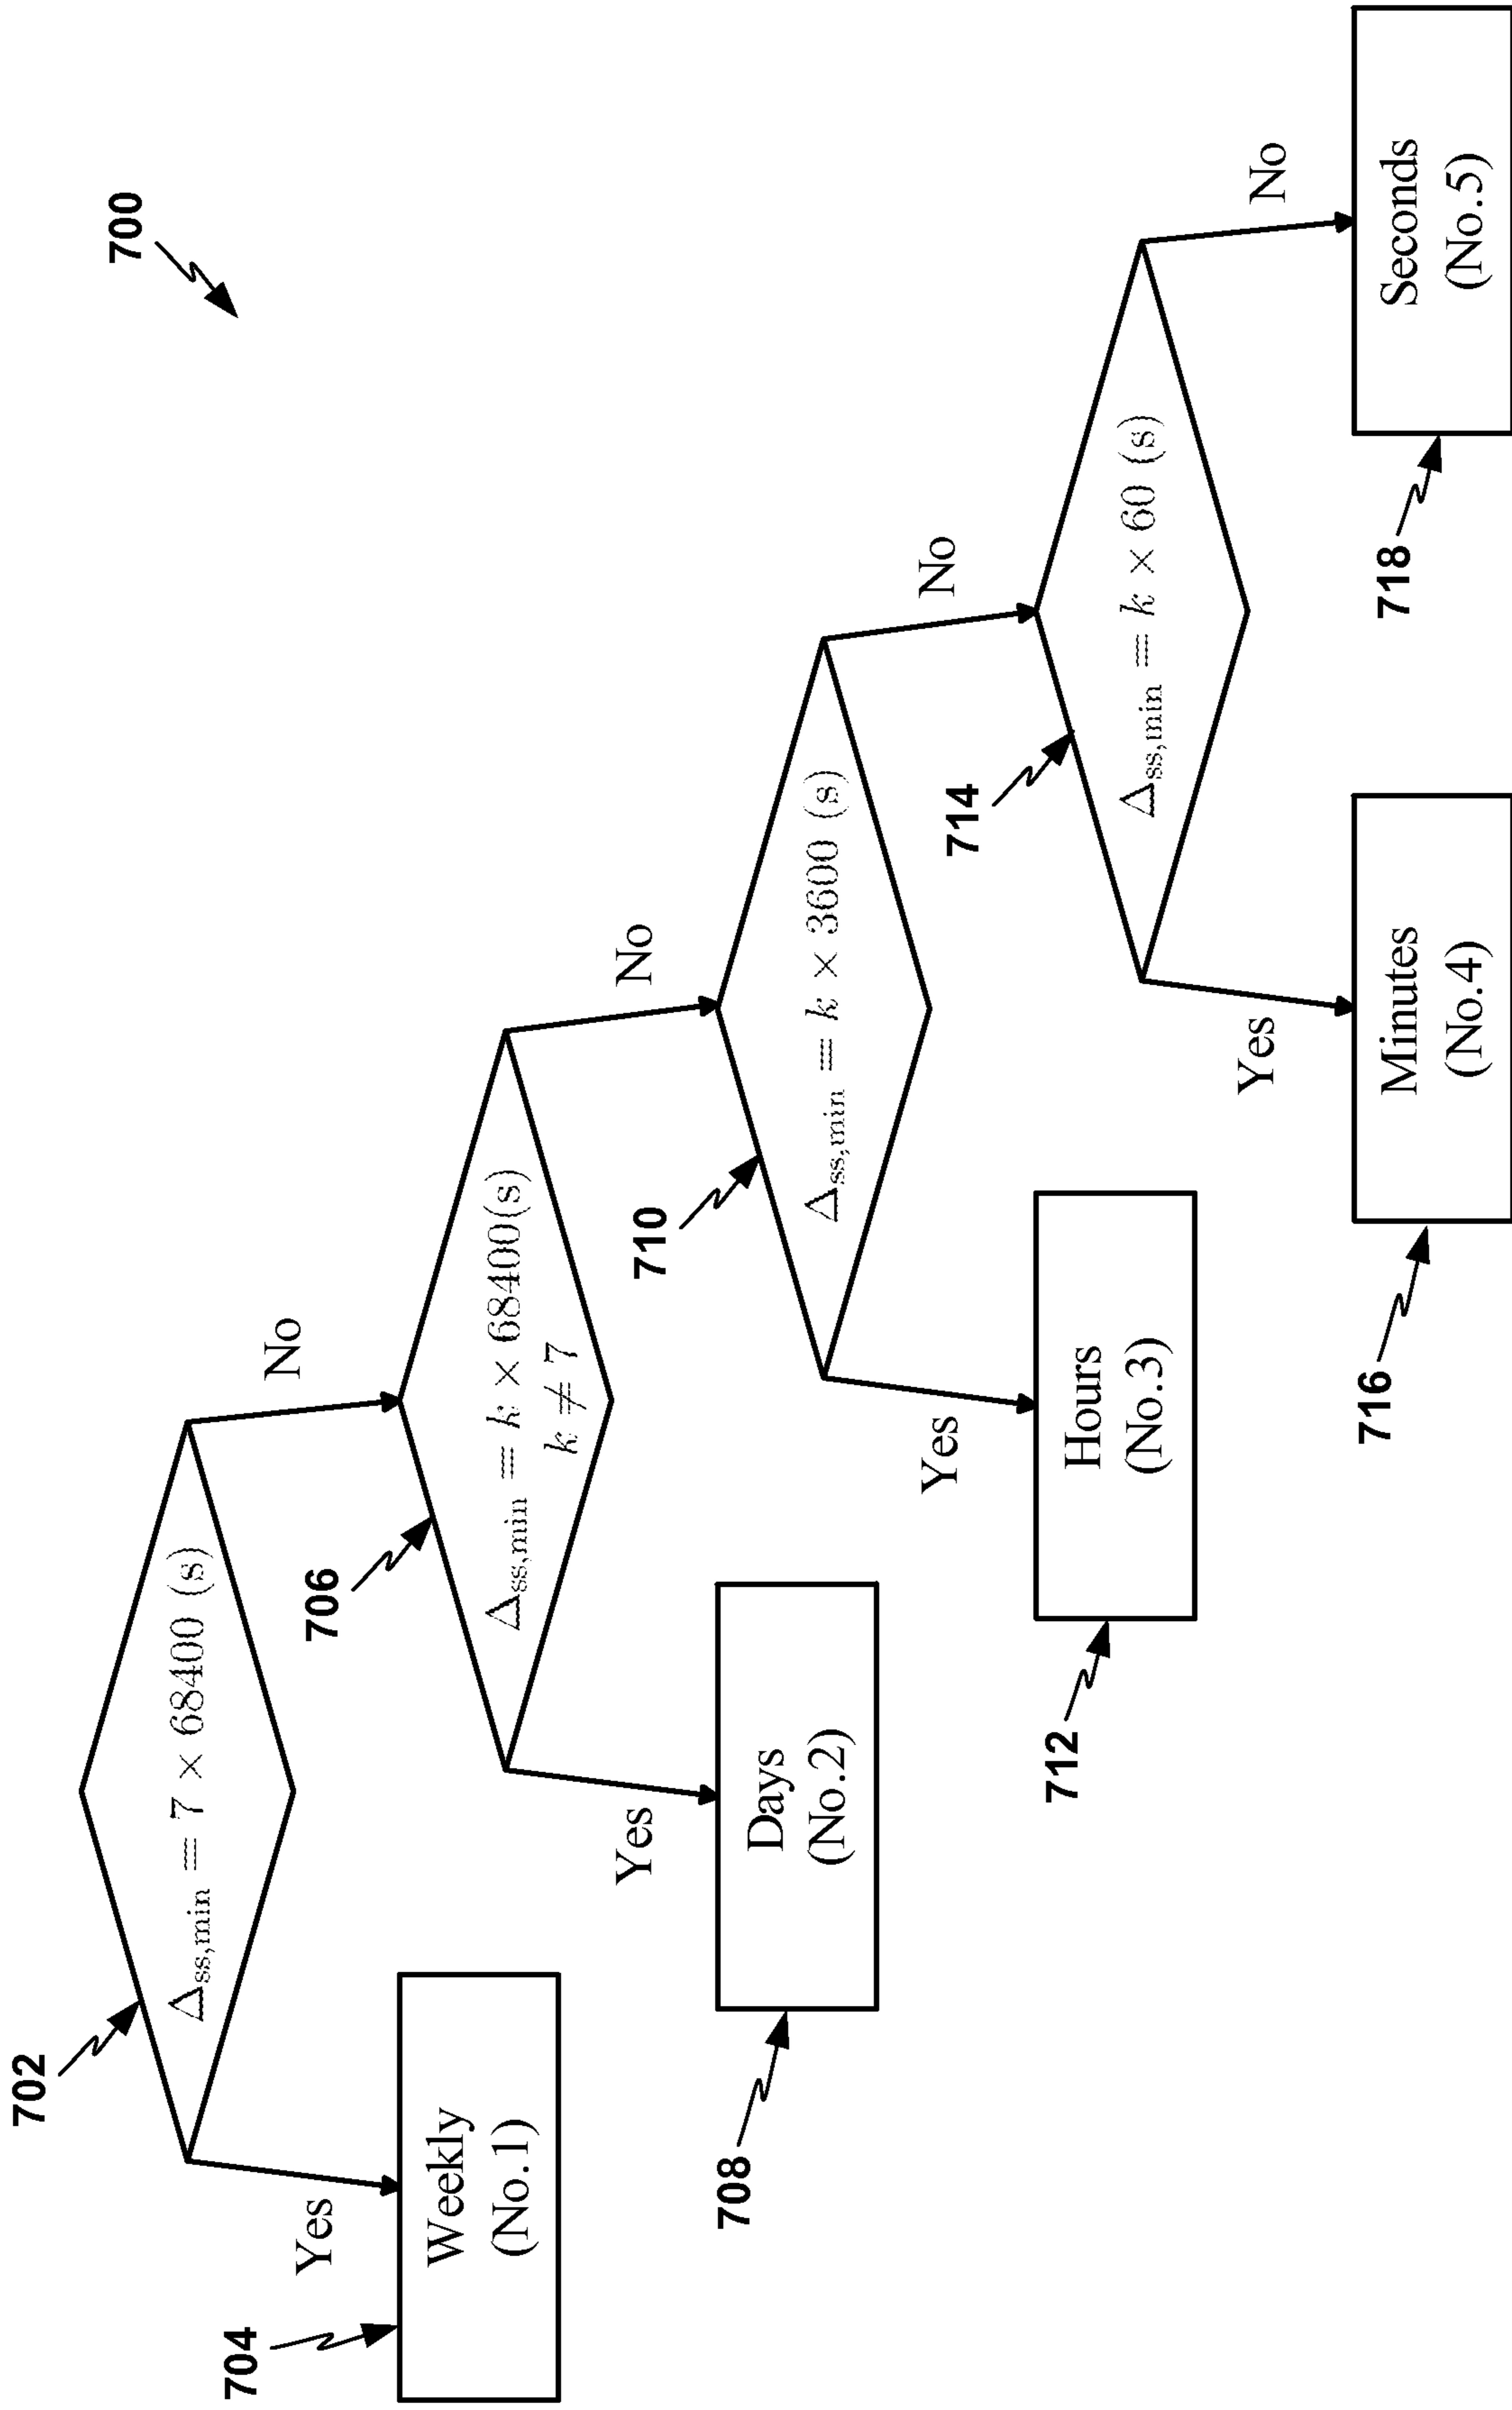 700
702
Δss,min = 7 × 68400 (s)
Yes
No
704
Weekly
(No.1)
706
Δss,min = k × 68400(s)
k ≠ 7
Yes
No
708
Days
(No.2)
710
Δss,min = k × 3600 (s)
Yes
No
712
Hours
(No.3)
714
Δss,min = k × 60 (s)
Yes
No
716
Minutes
(No.4)
718
Seconds
(No.5)